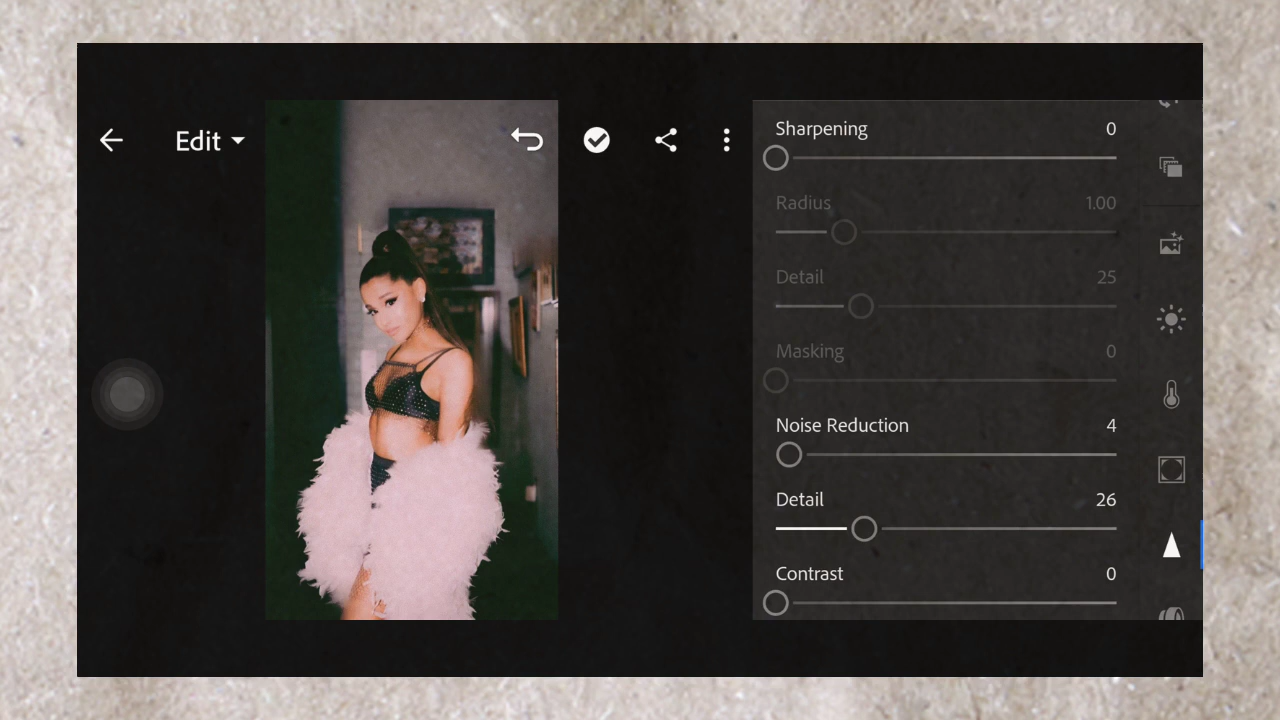 Edit
Sharpening 0
Radius 1.00
Detail 25
Masking 0
Noise Reduction 4
Detail 26
Contrast 0